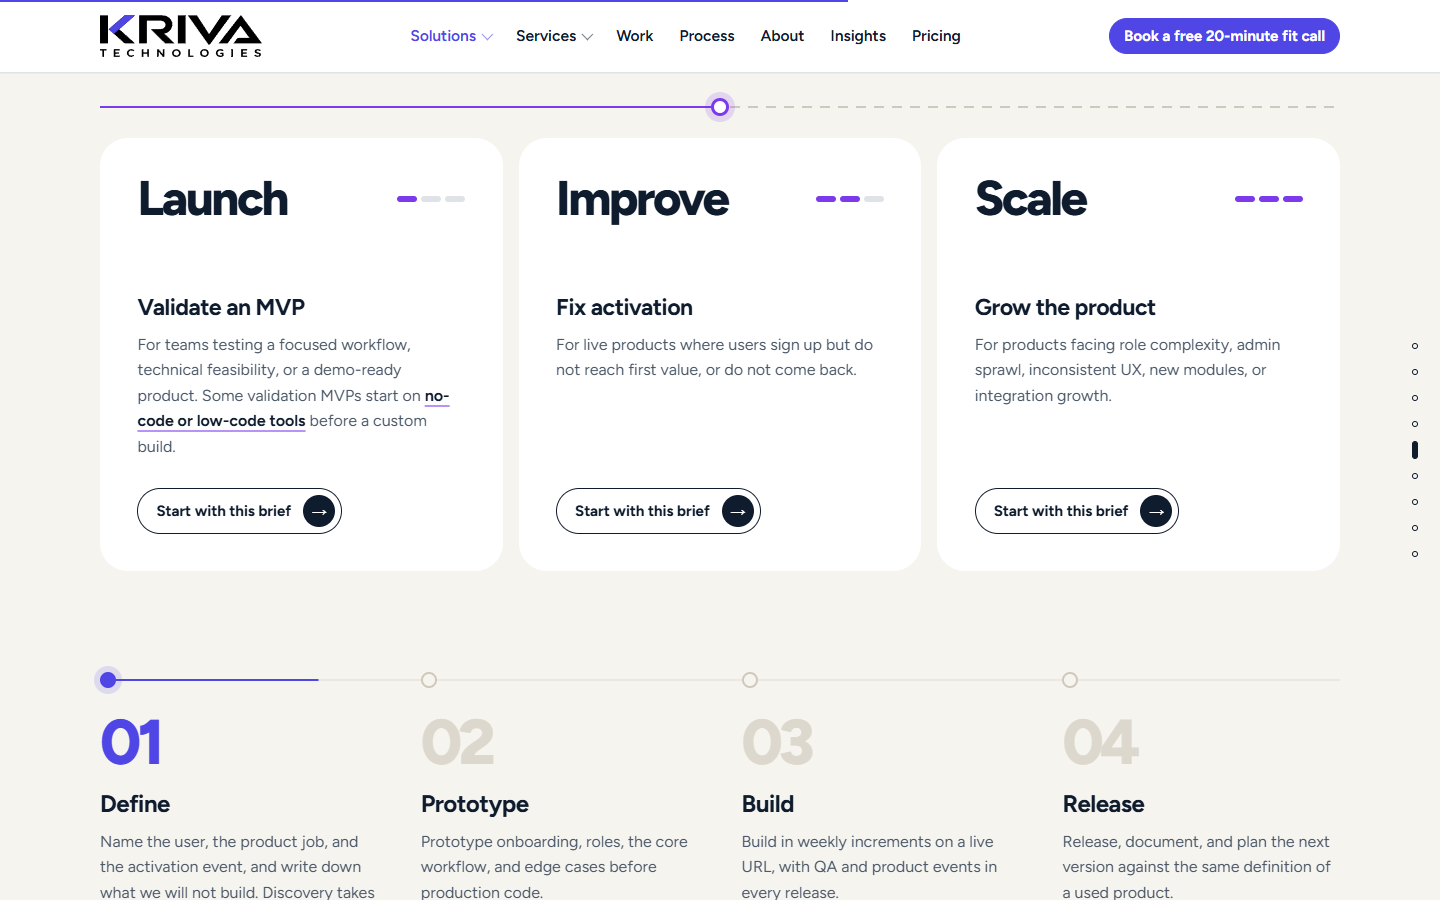 KRIVA
TECHNOLOGIES
Solutions
Services
Work
Process
About
Insights
Pricing
Book a free 20-minute fit call
Launch
Validate an MVP
For teams testing a focused workflow,
technical feasibility, or a demo-ready
product. Some validation MVPs start on no-
code or low-code tools before a custom
build.
Start with this brief →
Improve
Fix activation
For live products where users sign up but do
not reach first value, or do not come back.
Start with this brief →
Scale
Grow the product
For products facing role complexity, admin
sprawl, inconsistent UX, new modules, or
integration growth.
Start with this brief →
01
Define
Name the user, the product job, and
the activation event, and write down
what we will not build. Discovery takes
02
Prototype
Prototype onboarding, roles, the core
workflow, and edge cases before
production code.
03
Build
Build in weekly increments on a live
URL, with QA and product events in
every release.
04
Release
Release, document, and plan the next
version against the same definition of
a used product.